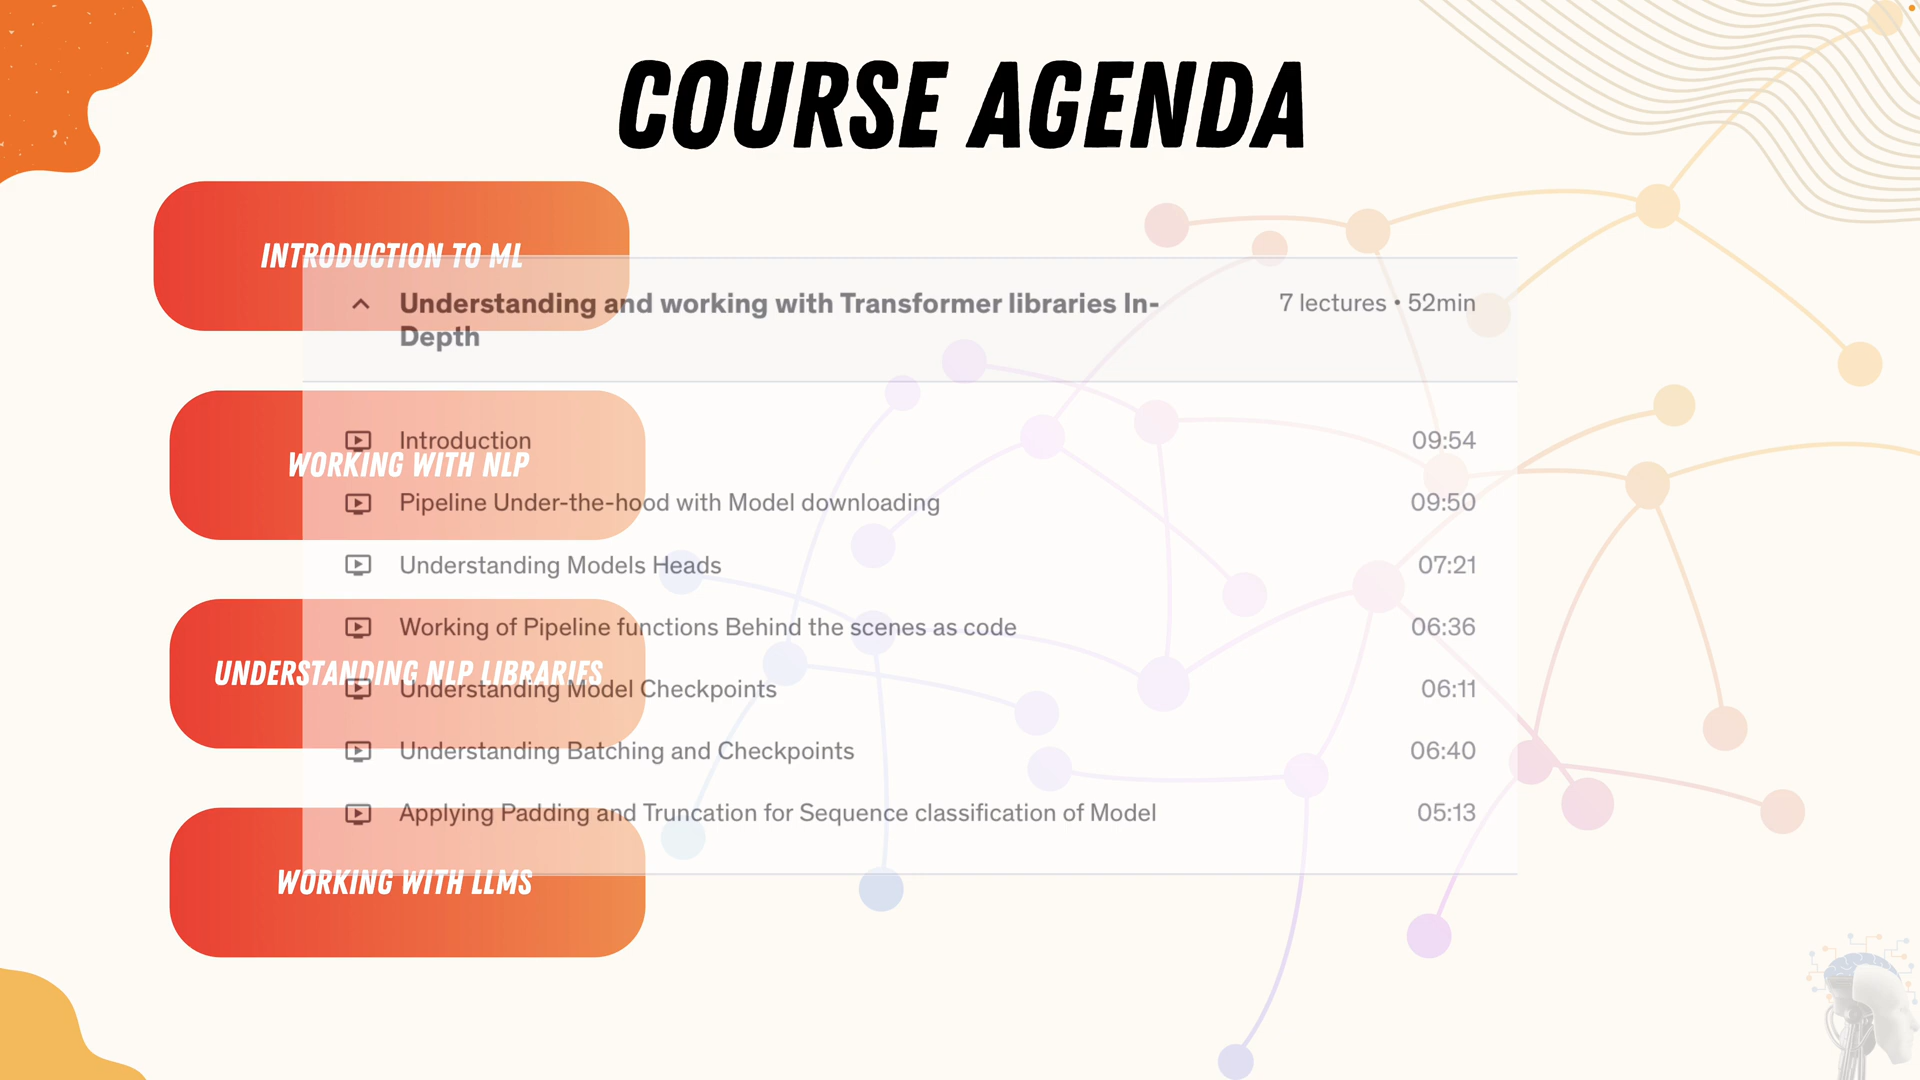 COURSE AGENDA
INTRODUCTION TO ML
Understanding and working with Transformer libraries In-
Depth
7 lectures • 52min
Introduction 09:54
WORKING WITH NLP
Pipeline Under-the-hood with Model downloading 09:50
Understanding Models Heads 07:21
Working of Pipeline functions Behind the scenes as code 06:36
UNDERSTANDING NLP LIBRARIES
Understanding Model Checkpoints 06:11
Understanding Batching and Checkpoints 06:40
Applying Padding and Truncation for Sequence classification of Model 05:13
WORKING WITH LLMS